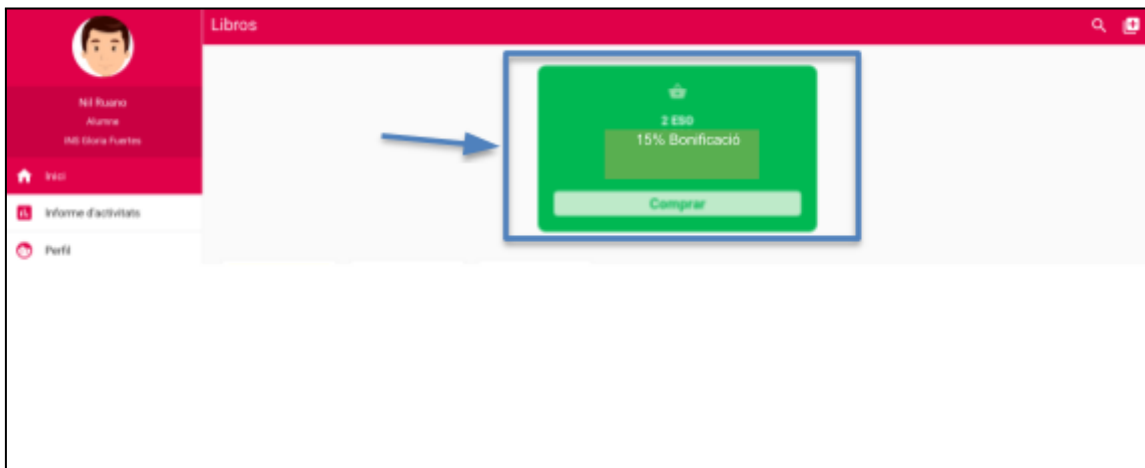 Libros
Nil Ruano
Alumne
INS Gloria Fuertes
Inici
Informe d'activitats
Perfil
2 ESO
15% Bonificació
Comprar